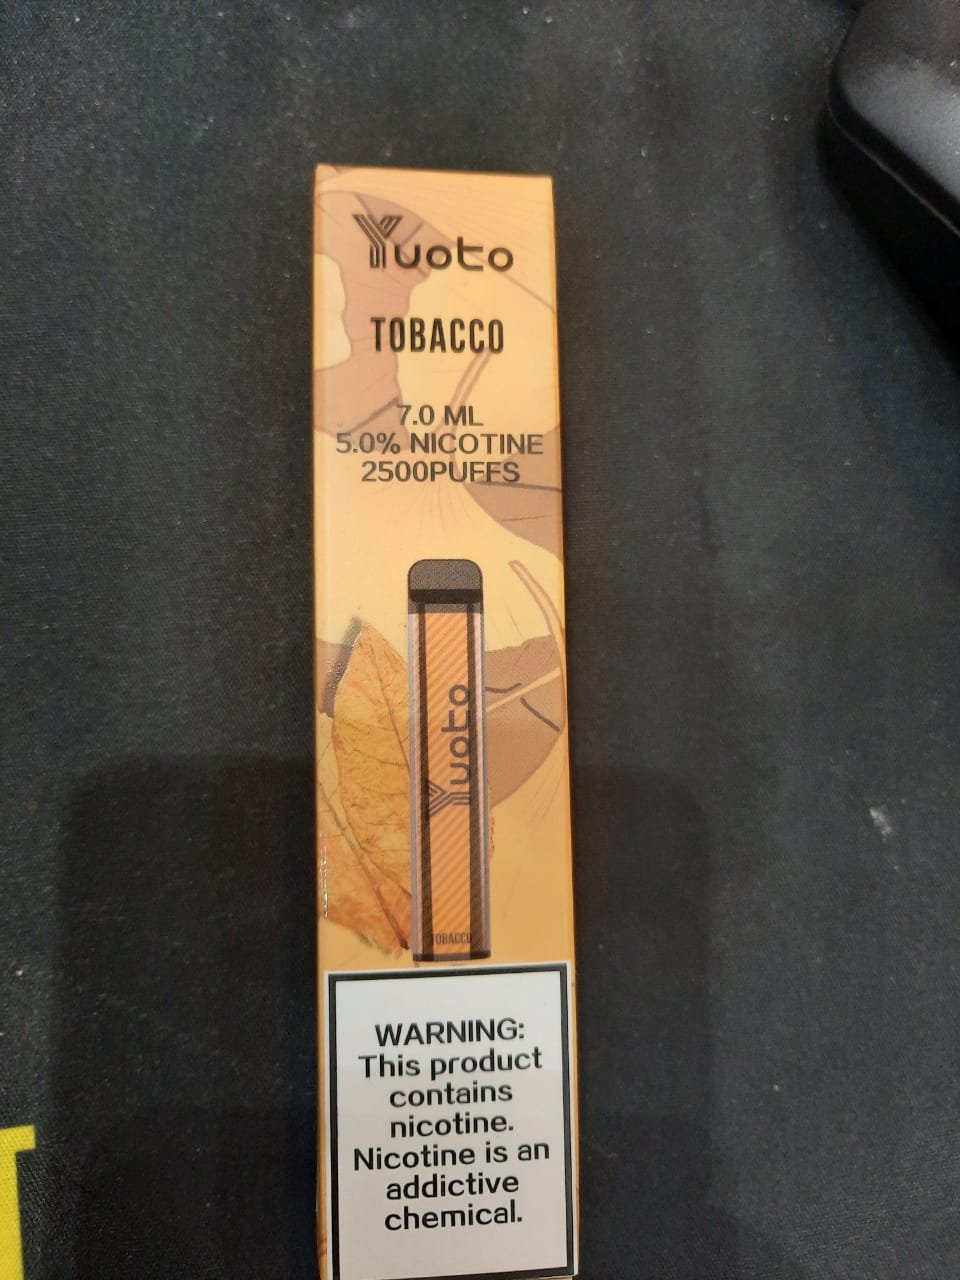 Yuoto
TOBACCO
7.0 ML
5.0% NICOTINE
2500PUFFS
Yuoto
TOBACCO
WARNING:
This product
contains
nicotine.
Nicotine is an
addictive
chemical.